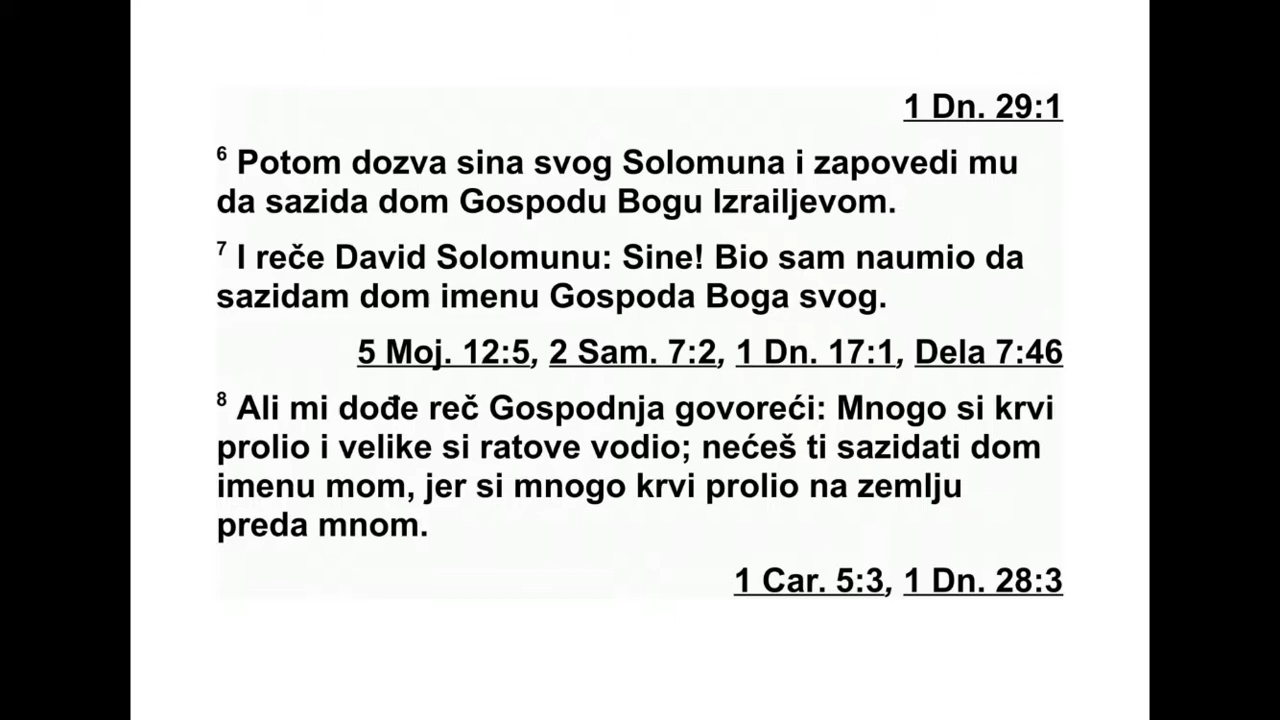 1 Dn. 29:1
6 Potom dozva sina svog Solomuna i zapovedi mu
da sazida dom Gospodu Bogu Izrailjevom.
7 I reče David Solomunu: Sine! Bio sam naumio da
sazidam dom imenu Gospoda Boga svog.
5 Moj. 12:5, 2 Sam. 7:2, 1 Dn. 17:1, Dela 7:46
8 Ali mi dođe reč Gospodnja govoreći: Mnogo si krvi
prolio i velike si ratove vodio; nećeš ti sazidati dom
imenu mom, jer si mnogo krvi prolio na zemlju
preda mnom.
1 Car. 5:3, 1 Dn. 28:3